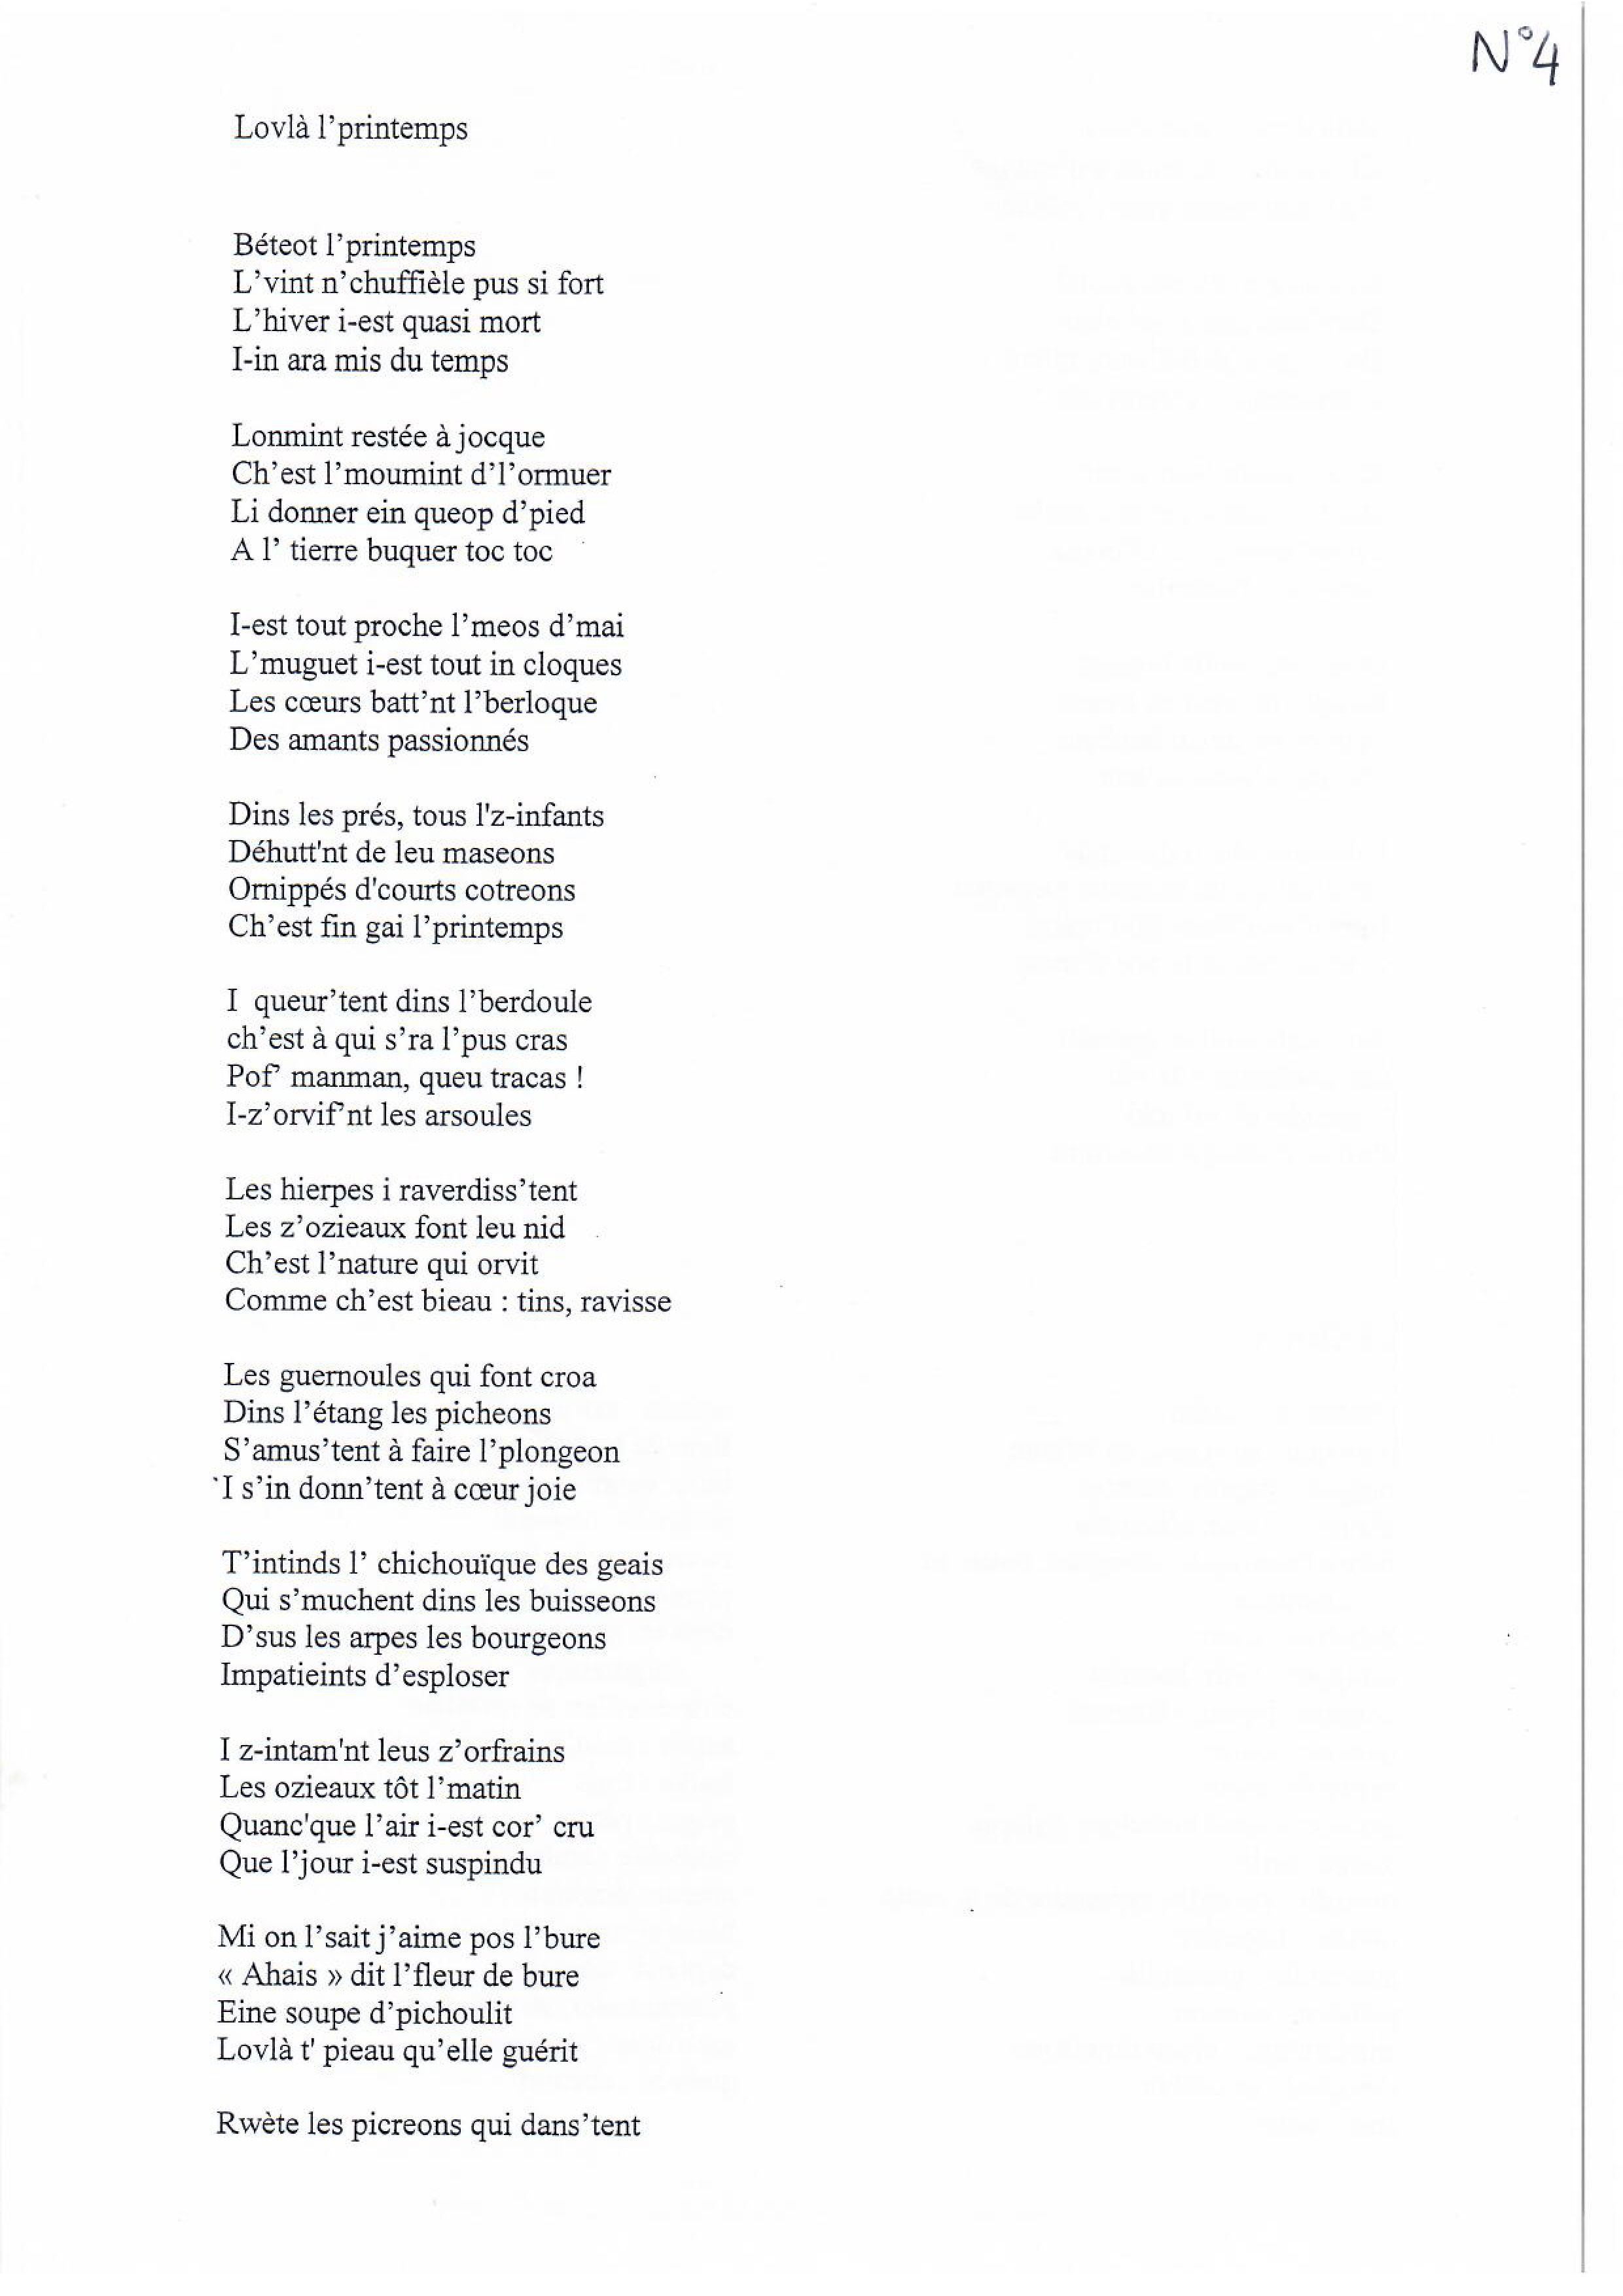 N°4
Lovlà l’printemps
Béteot l’printemps
L’vint n’chuffièle pus si fort
L’hiver i-est quasi mort
I-in ara mis du temps
Lonmint restée à jocque
Ch’est l’moumint d’l’ormuer
Li donner ein queop d’pied
A l’ tierre buquer toc toc
I-est tout proche l’meos d’mai
L’muguet i-est tout in cloques
Les cœurs batt’nt l’berloque
Des amants passionnés
Dins les prés, tous l'z-infants
Déhutt'nt de leu maseons
Ornippés d'courts cotreons
Ch’est fin gai l’printemps
I queur’tent dins l’berdoule
ch’est à qui s’ra l’pus cras
Pof’ manman, queu tracas !
I-z’orvif’nt les arsoules
Les hierpes i raverdiss’tent
Les z’ozieaux font leu nid
Ch’est l’nature qui orvit
Comme ch’est bieau : tins, ravisse
Les guernoules qui font croa
Dins l’étang les picheons
S’amus’tent à faire l’plongeon
I s’in donn’tent à cœur joie
T’intinds l’ chichouïque des geais
Qui s’muchent dins les buisseons
D’sus les arpes les bourgeons
Impatieints d’esploser
I z-intam'nt leus z’orfrains
Les ozieaux tôt l’matin
Quanc'que l’air i-est cor’ cru
Que l’jour i-est suspindu
Mi on l’sait j’aime pos l’bure
« Ahais » dit l’fleur de bure
Eine soupe d’pichoulit
Lovlà t' pieau qu’elle guérit
Rwète les picreons qui dans’tent